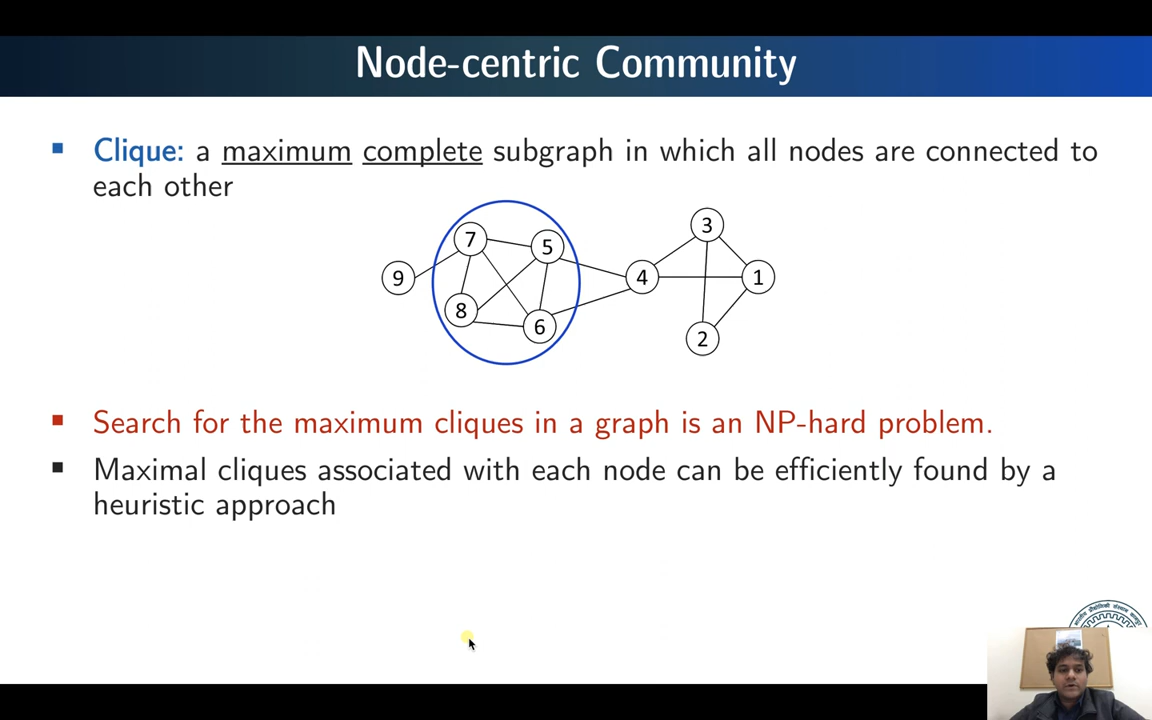 Node-centric Community
▪ Clique: a maximum complete subgraph in which all nodes are connected to
each other
3
7
5
9
4
1
8
6
2
▪ Search for the maximum cliques in a graph is an NP-hard problem.
▪ Maximal cliques associated with each node can be efficiently found by a
heuristic approach